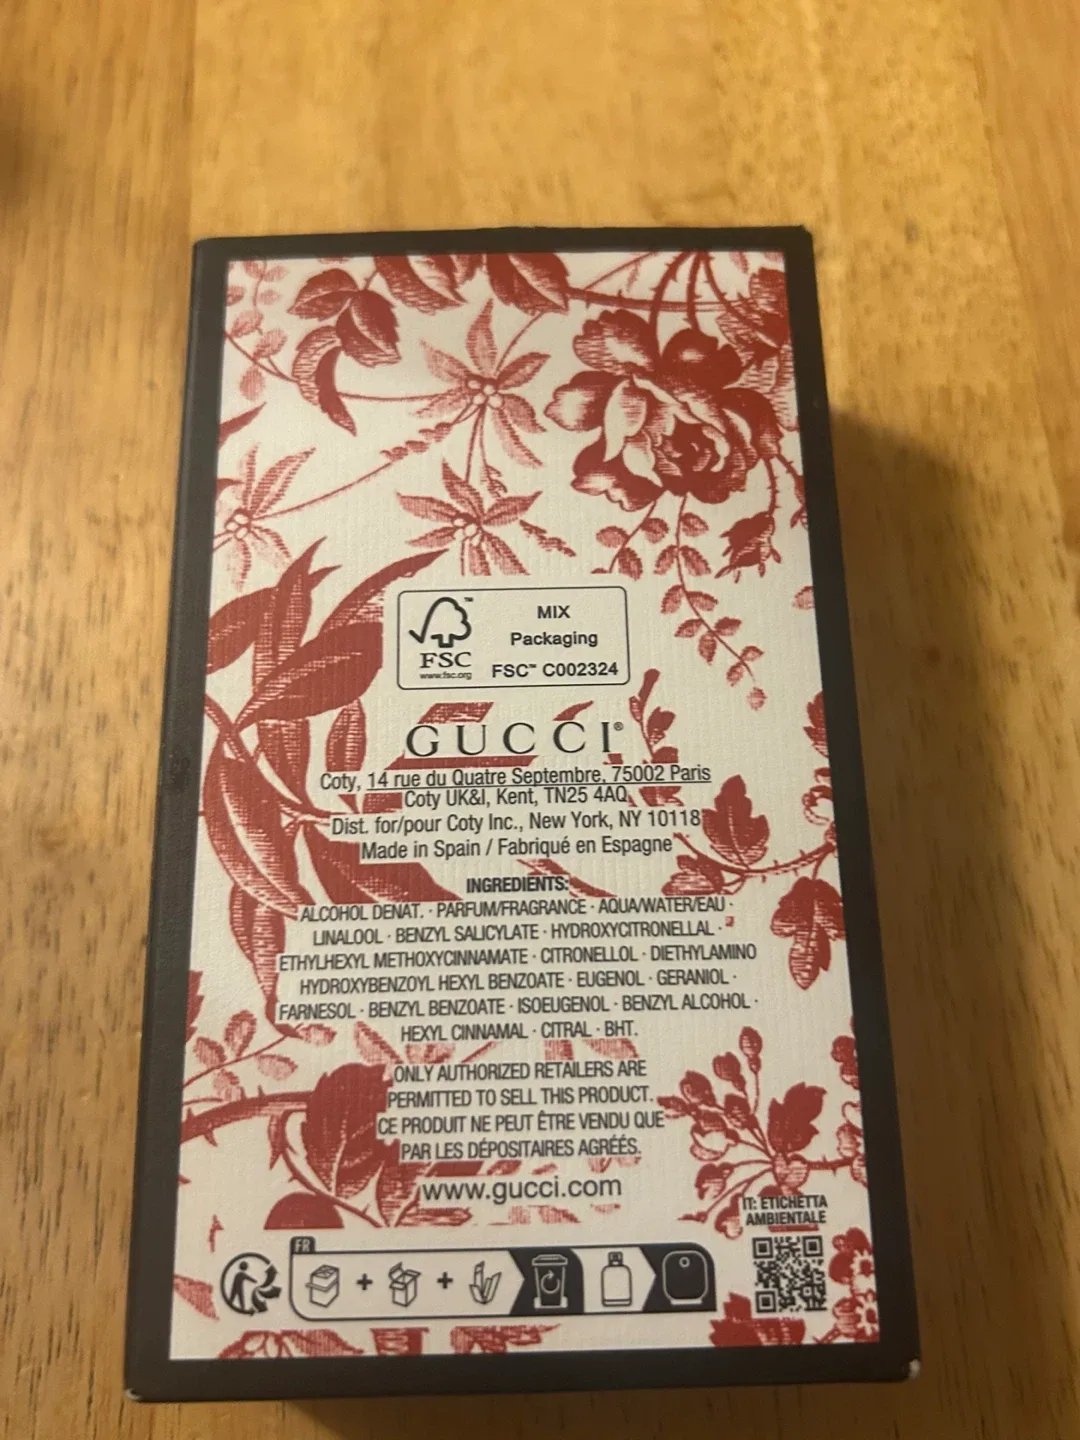 FSC™
www.fsc.org
MIX
Packaging
FSC™ C002324
GUCCI®
Coty, 14 rue du Quatre Septembre, 75002 Paris
Coty UK&I, Kent, TN25 4AQ
Dist. for/pour Coty Inc., New York, NY 10118
Made in Spain / Fabriqué en Espagne
INGREDIENTS:
ALCOHOL DENAT. · PARFUM/FRAGRANCE · AQUA/WATER/EAU ·
LINALOOL · BENZYL SALICYLATE · HYDROXYCITRONELLAL ·
ETHYLHEXYL METHOXYCINNAMATE · CITRONELLOL · DIETHYLAMINO
HYDROXYBENZOYL HEXYL BENZOATE · EUGENOL · GERANIOL ·
FARNESOL · BENZYL BENZOATE · ISOEUGENOL · BENZYL ALCOHOL ·
HEXYL CINNAMAL · CITRAL · BHT.
ONLY AUTHORIZED RETAILERS ARE
PERMITTED TO SELL THIS PRODUCT.
CE PRODUIT NE PEUT ÊTRE VENDU QUE
PAR LES DÉPOSITAIRES AGRÉÉS.
www.gucci.com
IT: ETICHETTA
AMBIENTALE
FR
+
+